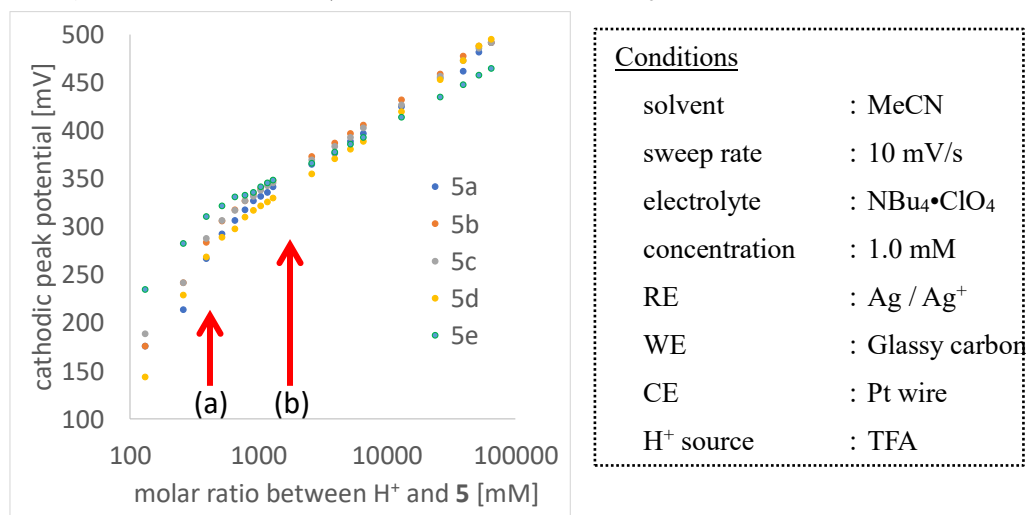 500
450
400
350
300
250
200
150
100
cathodic peak potential [mV]
5a
5b
5c
5d
5e
(a)
(b)
100 1000 10000 100000
molar ratio between H⁺ and 5 [mM]
Conditions
solvent : MeCN
sweep rate : 10 mV/s
electrolyte : NBu₄•ClO₄
concentration : 1.0 mM
RE : Ag / Ag⁺
WE : Glassy carbon
CE : Pt wire
H⁺ source : TFA